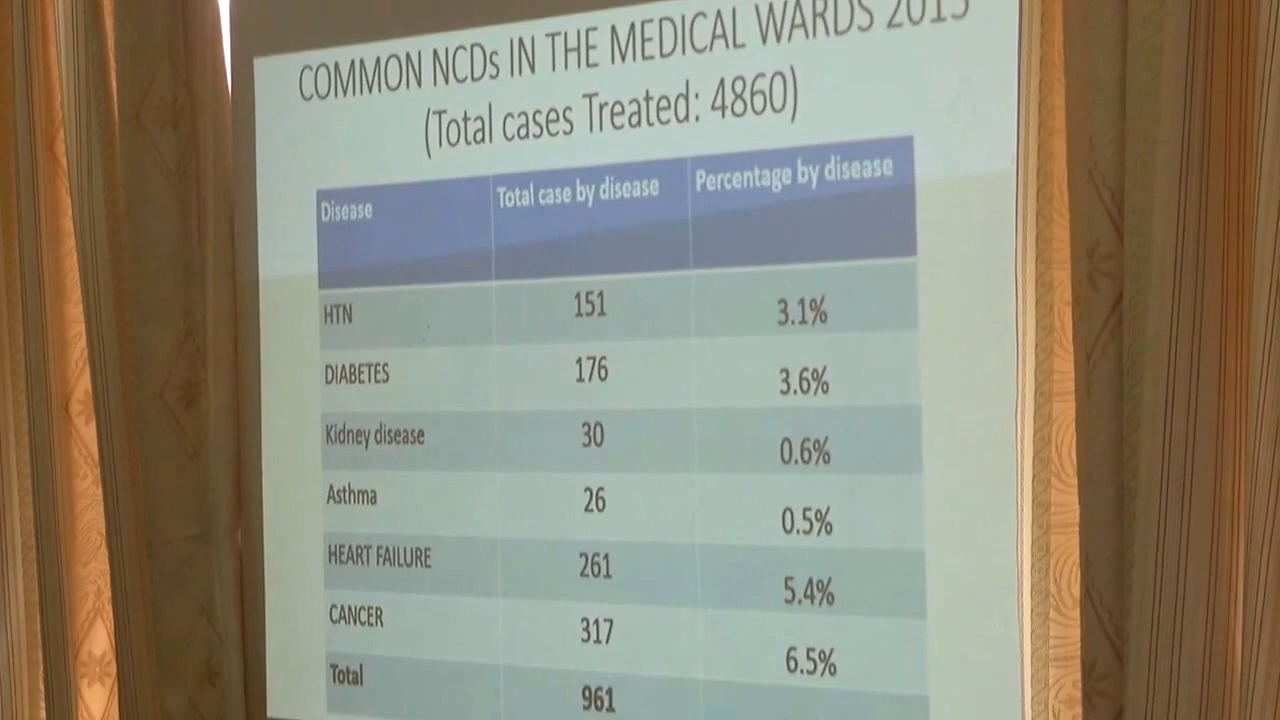 COMMON NCDs IN THE MEDICAL WARDS 2015
(Total cases Treated: 4860)
Disease Total case by disease Percentage by disease
HTN 151 3.1%
DIABETES 176 3.6%
Kidney disease 30 0.6%
Asthma 26 0.5%
HEART FAILURE 261 5.4%
CANCER 317 6.5%
Total 961